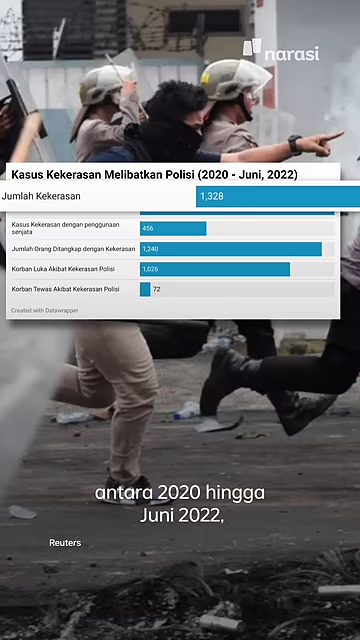 narasi
Kasus Kekerasan Melibatkan Polisi (2020 - Juni, 2022)
Jumlah Kekerasan 1,328
Kasus Kekerasan dengan penggunaan
senjata 456
Jumlah Orang Ditangkap dengan Kekerasan 1,240
Korban Luka Akibat Kekerasan Polisi 1,026
Korban Tewas Akibat Kekerasan Polisi 72
Created with Datawrapper
antara 2020 hingga
Juni 2022,
Reuters